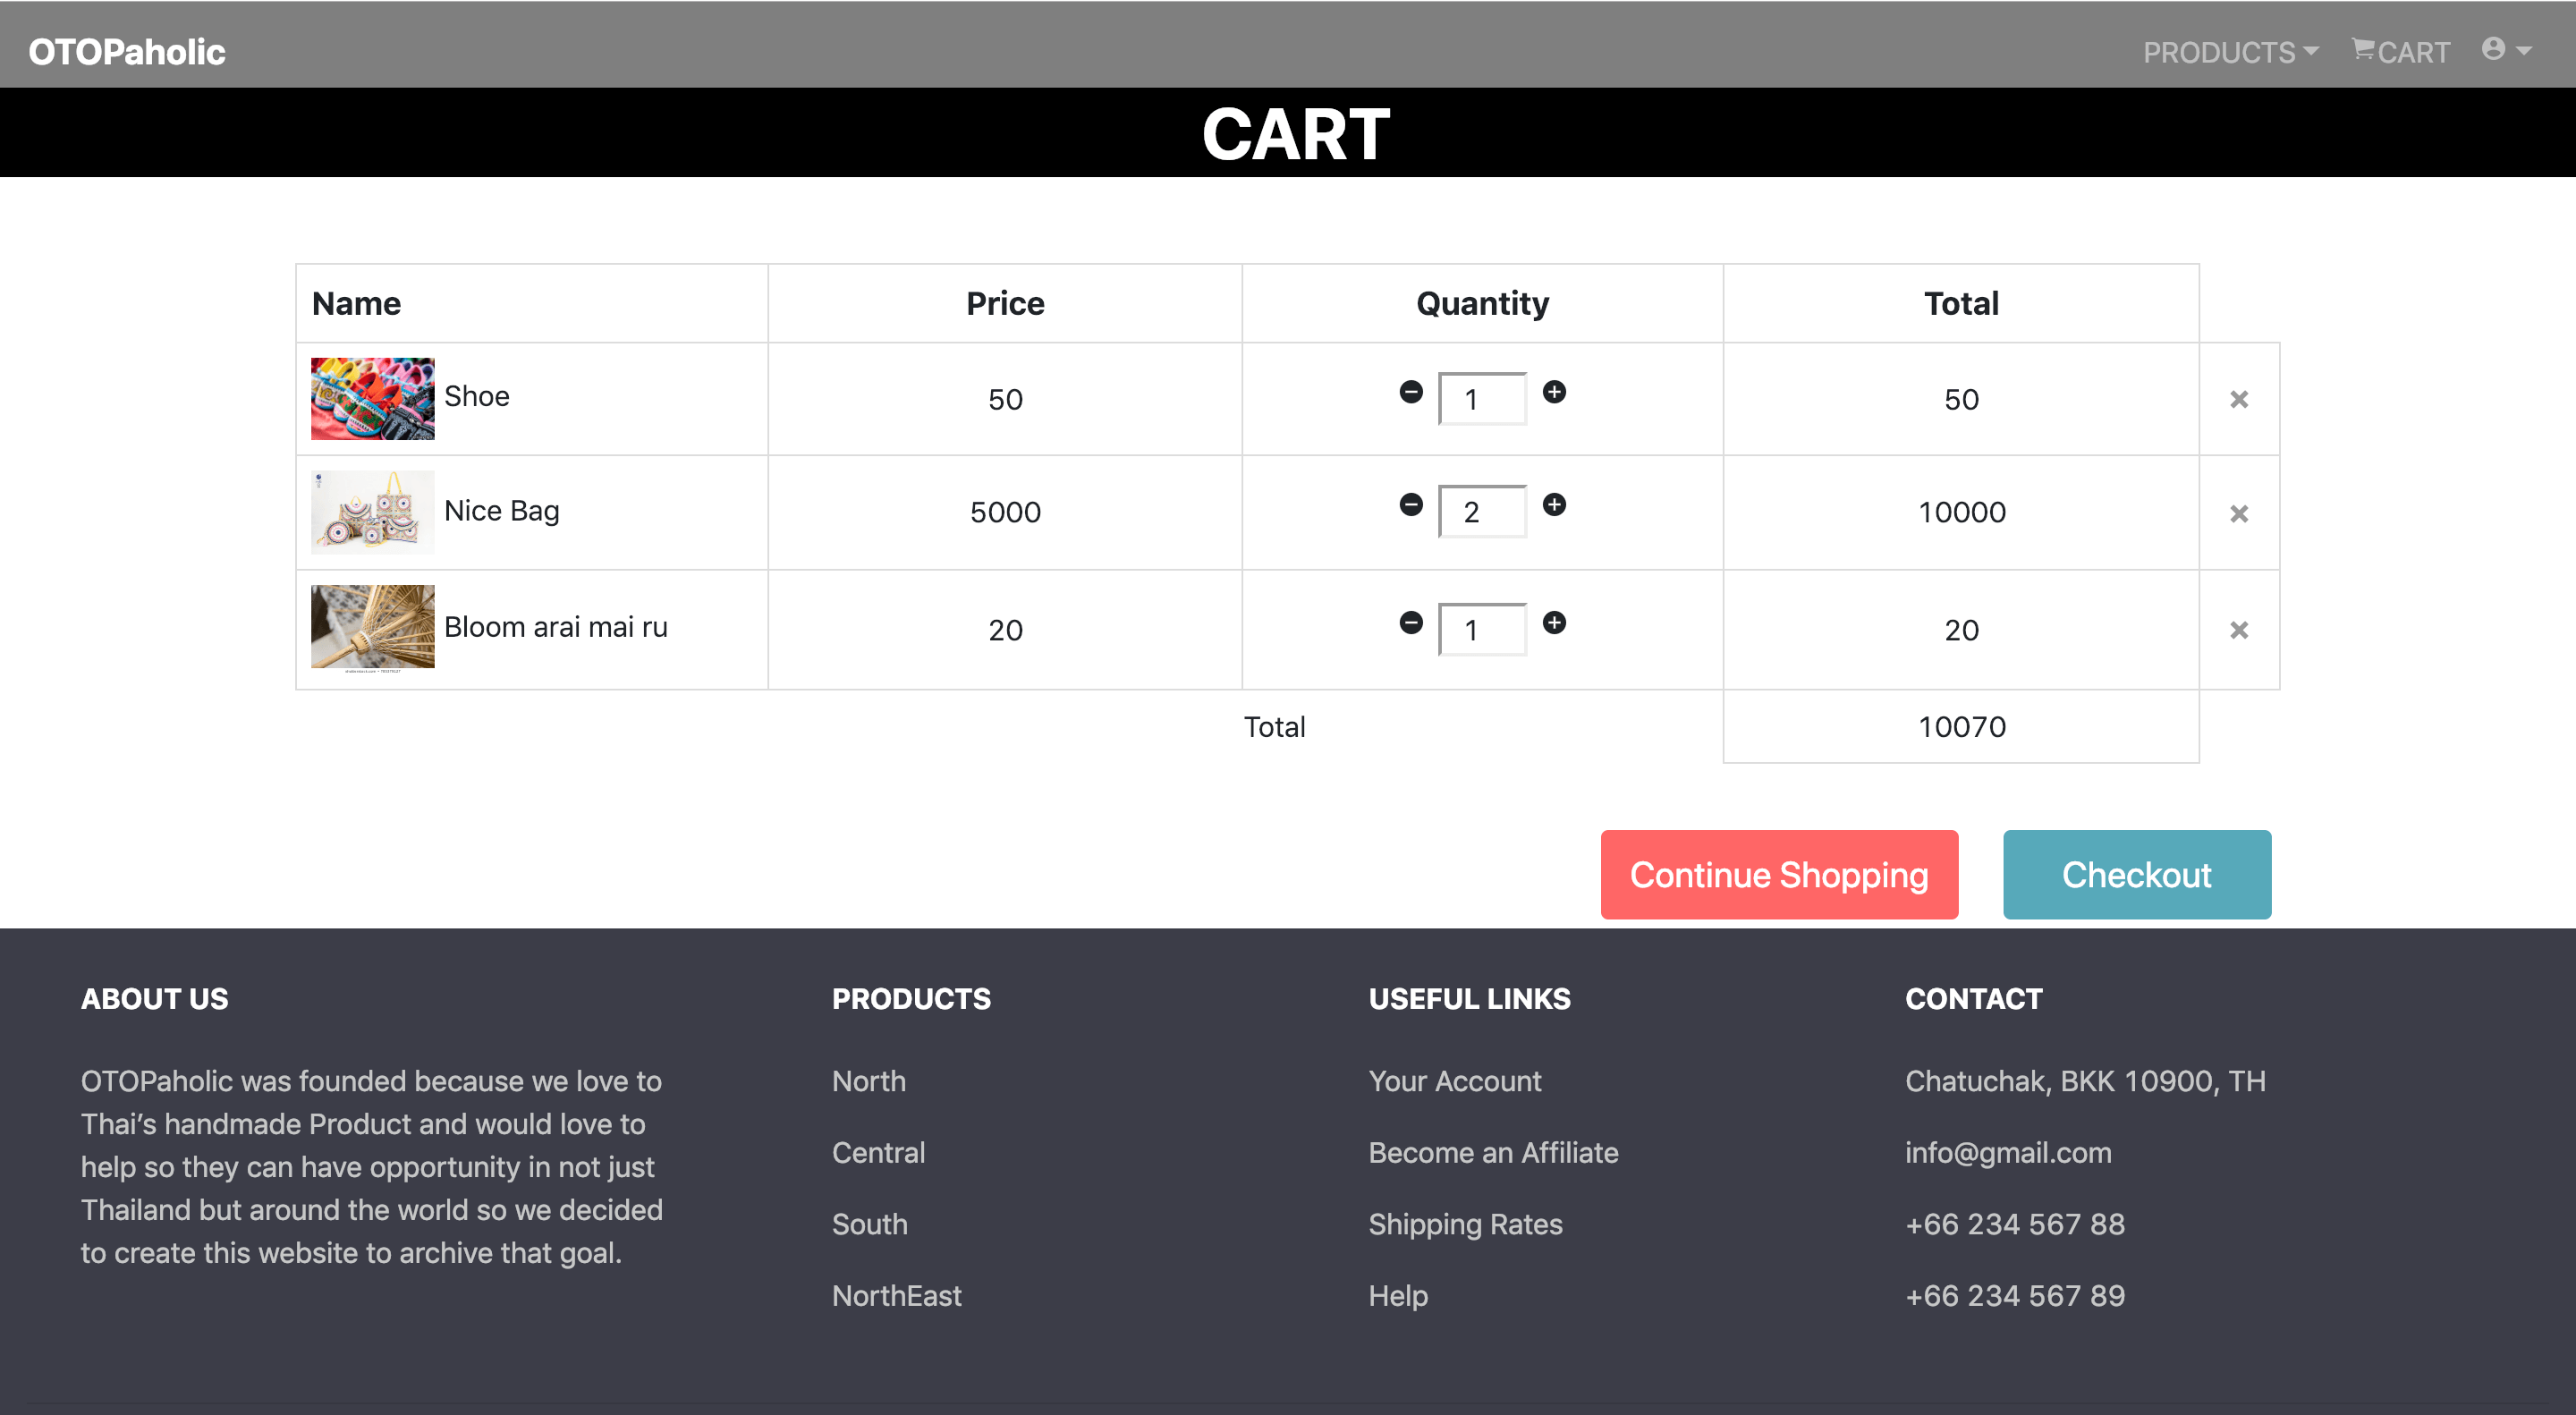 OTOPaholic
PRODUCTS CART
CART
Name Price Quantity Total
Shoe 50 1 50
Nice Bag 5000 2 10000
Bloom arai mai ru 20 1 20
Total 10070
Continue Shopping Checkout
ABOUT US
OTOPaholic was founded because we love to
Thai’s handmade Product and would love to
help so they can have opportunity in not just
Thailand but around the world so we decided
to create this website to archive that goal.
PRODUCTS
North
Central
South
NorthEast
USEFUL LINKS
Your Account
Become an Affiliate
Shipping Rates
Help
CONTACT
Chatuchak, BKK 10900, TH
info@gmail.com
+66 234 567 88
+66 234 567 89